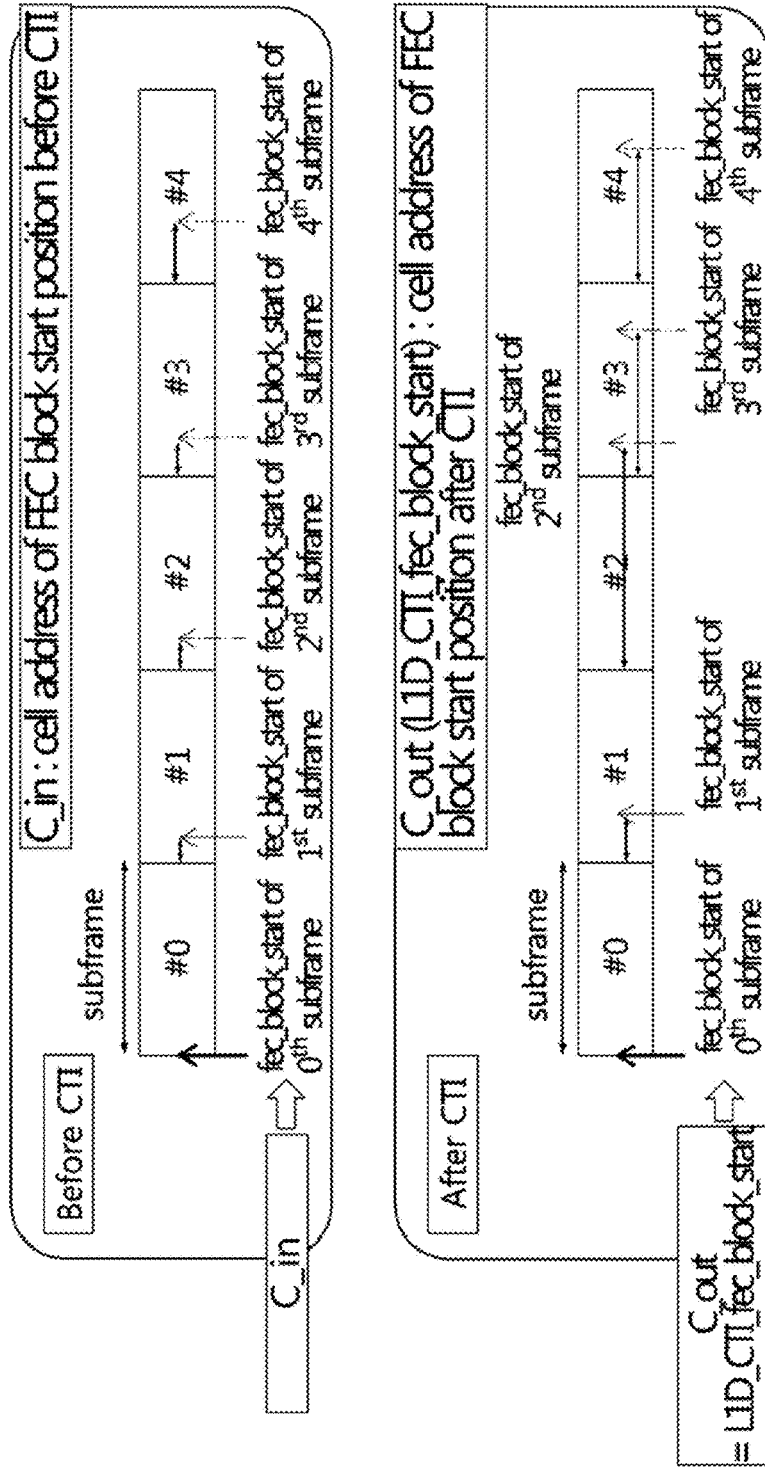 Before CTI
C_in : cell address of FEC block start position before CTI
subframe
#0
#1
#2
#3
#4
fec_block_start of
0th subframe
fec_block_start of
1st subframe
fec_block_start of
2nd subframe
fec_block_start of
3rd subframe
fec_block_start of
4th subframe
C_in
After CTI
C_out (L1D_CTI_fec_block_start) : cell address of FEC
block start position after CTI
fec_block_start of
2nd subframe
subframe
#0
#1
#2
#3
#4
fec_block_start of
0th subframe
fec_block_start of
1st subframe
fec_block_start of
3rd subframe
fec_block_start of
4th subframe
C_out
= L1D_CTI_fec_block_start